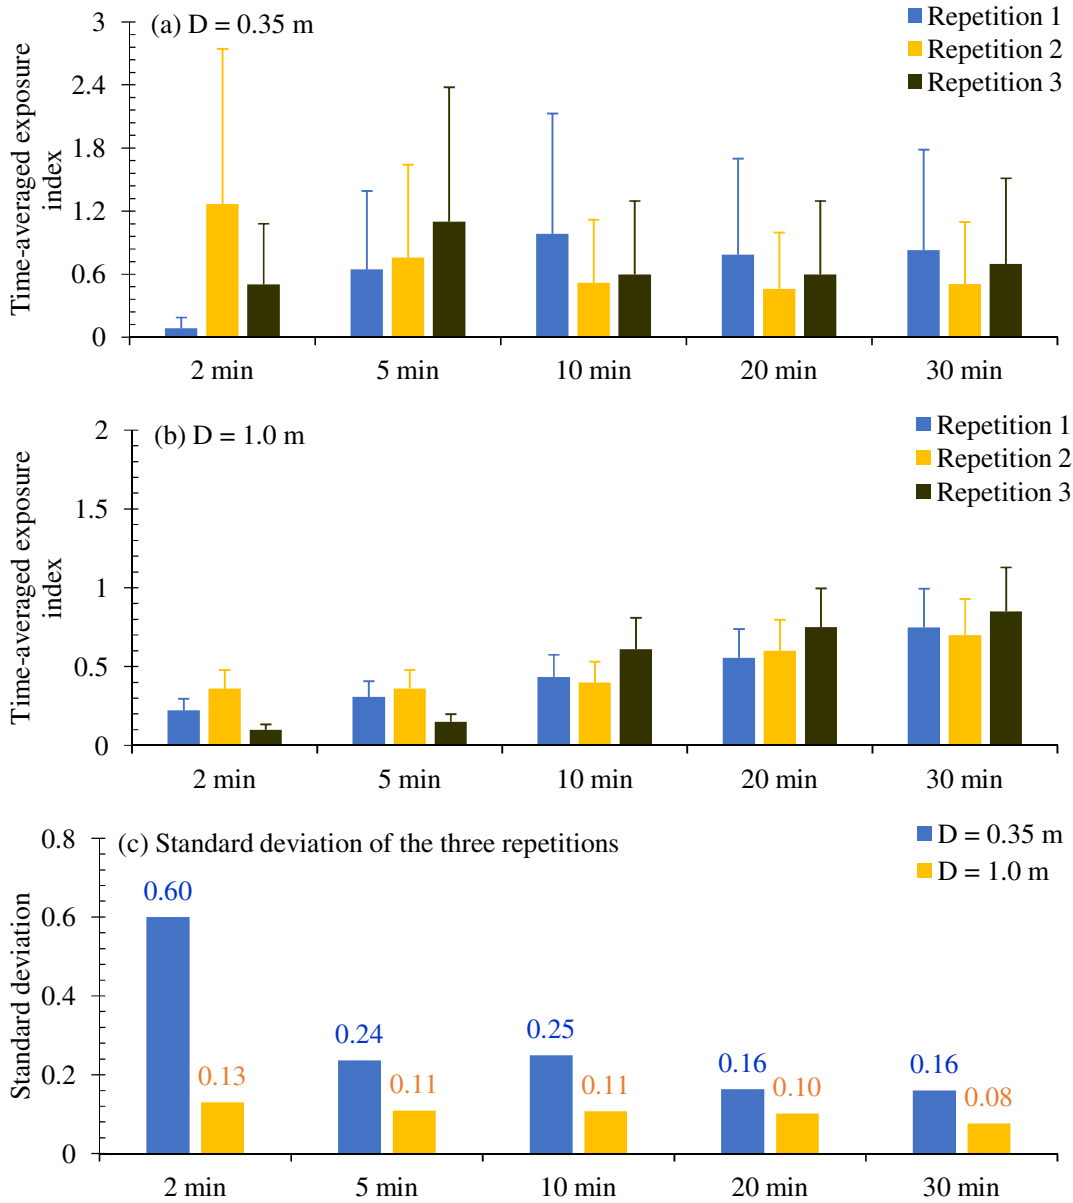 (a) D = 0.35 m
Repetition 1
Repetition 2
Repetition 3
Time-averaged exposure
index
3
2.4
1.8
1.2
0.6
0
2 min
5 min
10 min
20 min
30 min
(b) D = 1.0 m
Repetition 1
Repetition 2
Repetition 3
Time-averaged exposure
index
2
1.5
1
0.5
0
2 min
5 min
10 min
20 min
30 min
(c) Standard deviation of the three repetitions
D = 0.35 m
D = 1.0 m
Standard deviation
0.8
0.6
0.4
0.2
0
0.60
0.13
0.24
0.11
0.25
0.11
0.16
0.10
0.16
0.08
2 min
5 min
10 min
20 min
30 min